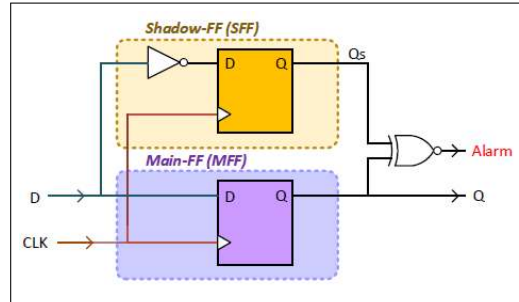 Shadow-FF (SFF)
Qs
D
Q
Alarm
Main-FF (MFF)
D
Q
D
Q
CLK